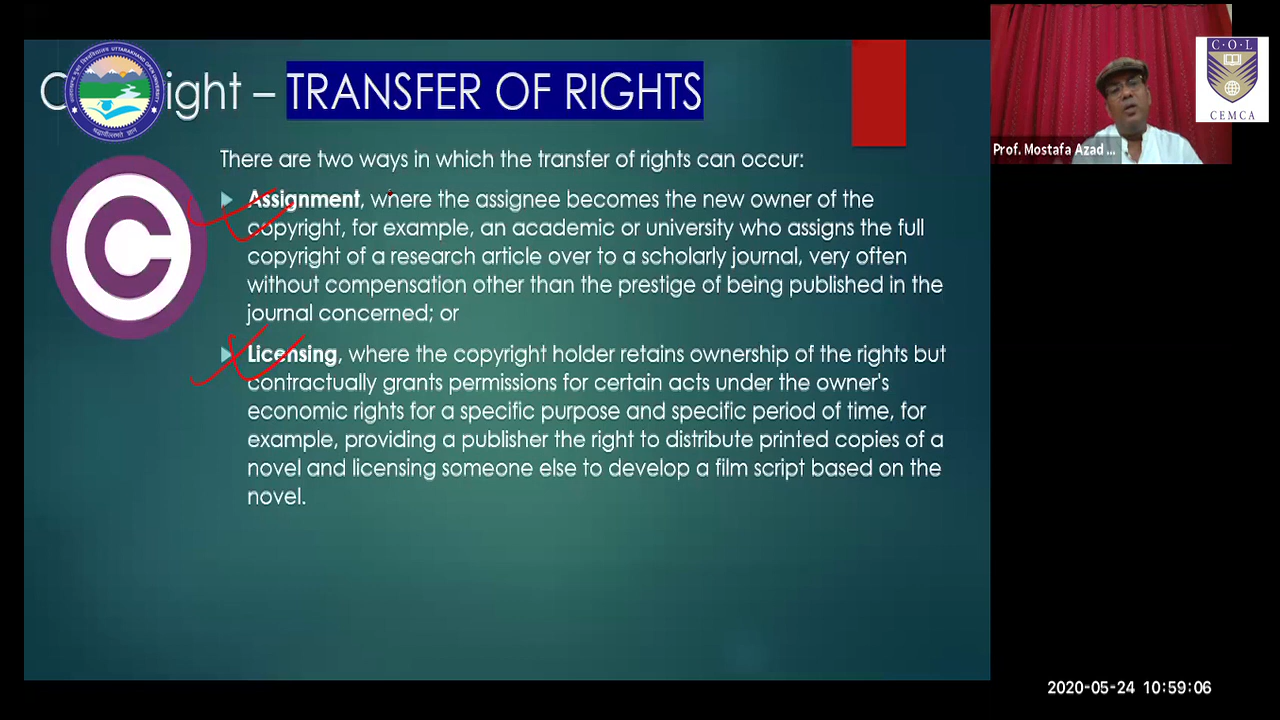 ight – TRANSFER OF RIGHTS
There are two ways in which the transfer of rights can occur:
Assignment, where the assignee becomes the new owner of the
copyright, for example, an academic or university who assigns the full
copyright of a research article over to a scholarly journal, very often
without compensation other than the prestige of being published in the
journal concerned; or
Licensing, where the copyright holder retains ownership of the rights but
contractually grants permissions for certain acts under the owner's
economic rights for a specific purpose and specific period of time, for
example, providing a publisher the right to distribute printed copies of a
novel and licensing someone else to develop a film script based on the
novel.
C
Prof. Mostafa Azad ...
C·O·L
CEMCA
UTTARAKHAND OPEN UNIVERSITY
2020-05-24 10:59:06